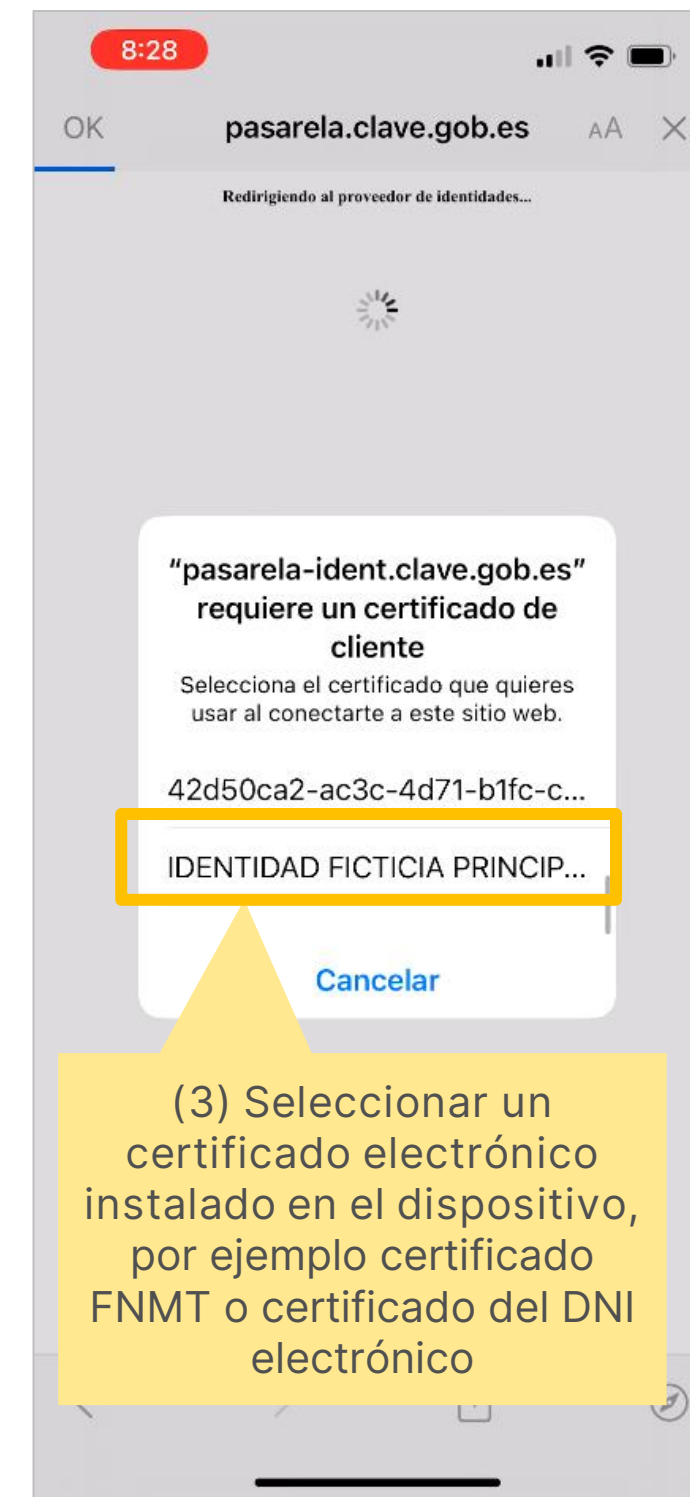 8:28
OK pasarela.clave.gob.es AA
Redirigiendo al proveedor de identidades...
"pasarela-ident.clave.gob.es"
requiere un certificado de
cliente
Selecciona el certificado que quieres
usar al conectarte a este sitio web.
42d50ca2-ac3c-4d71-b1fc-c...
IDENTIDAD FICTICIA PRINCIP...
Cancelar
(3) Seleccionar un
certificado electrónico
instalado en el dispositivo,
por ejemplo certificado
FNMT o certificado del DNI
electrónico